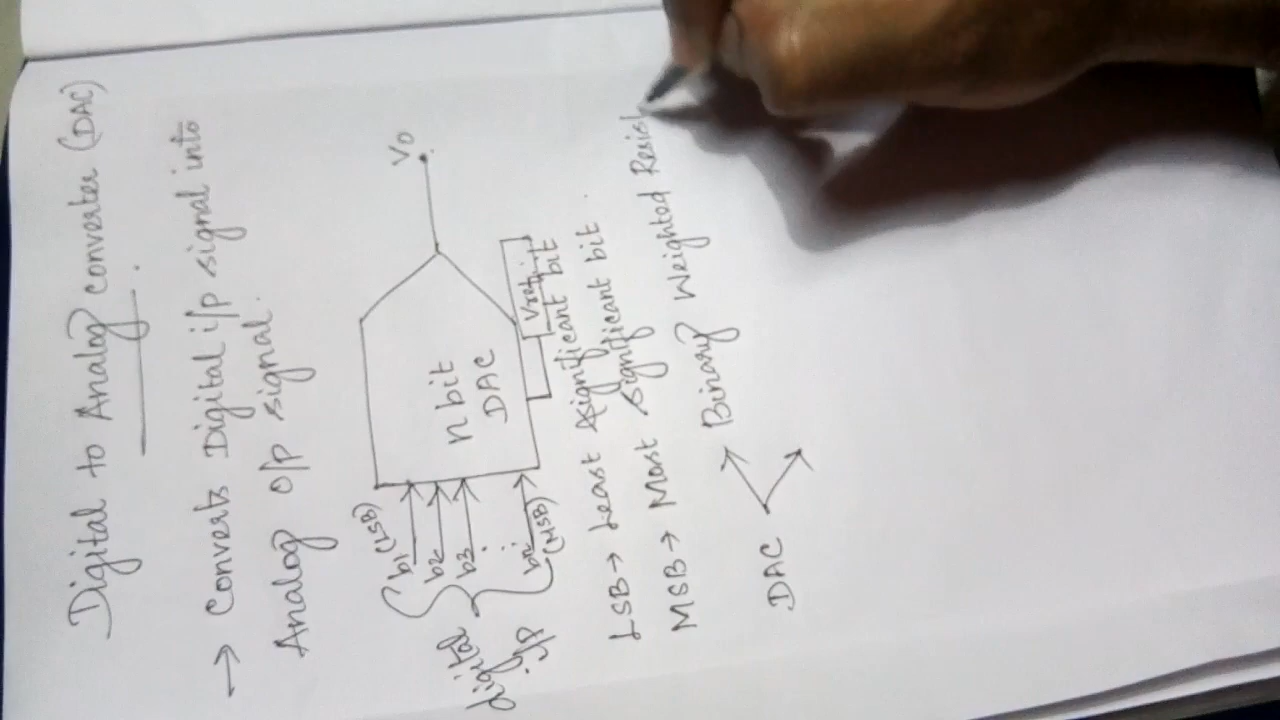 Digital to Analog converter (DAC)
→ Converts Digital i/p signal into
Analog o/p signal.
b1 (LSB)
b2
b3
bn
(MSB)
digital
i/p
n bit
DAC
Vo
Vref
LSB → Least significant bit
MSB → Most significant bit.
DAC
Binary Weighted Resist